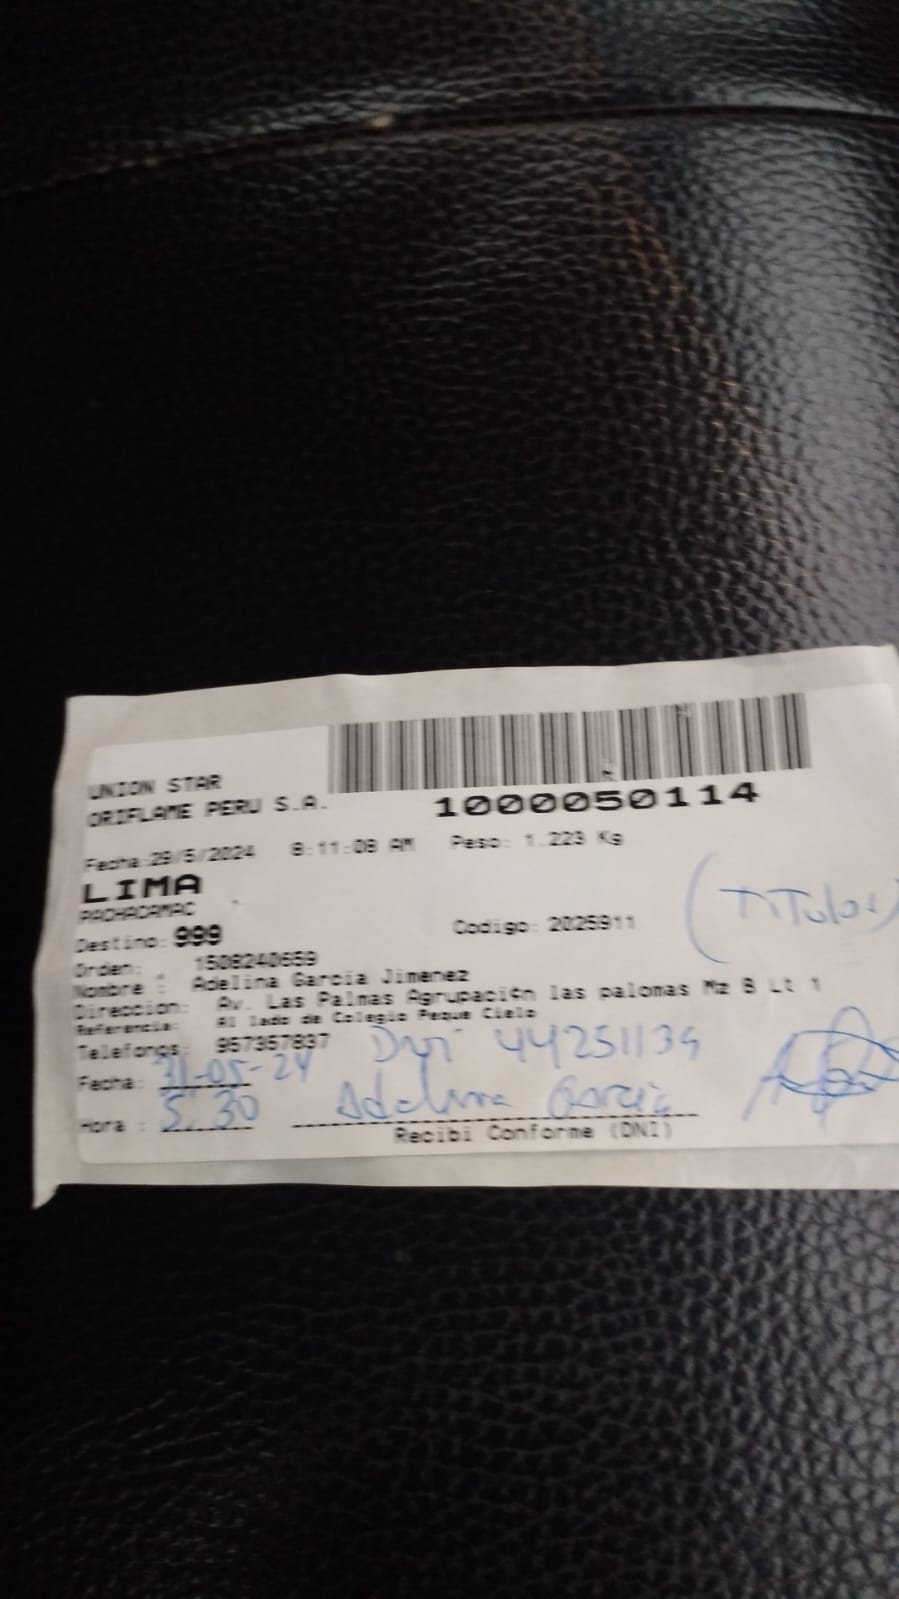 UNION STAR
ORIFLAME PERU S.A.
1000050114
Fecha:29/5/2024 8:11:08 AM Peso: 1.223 Kg
LIMA
PACHACAMAC
(TiTulos)
Destino: 999 Codigo: 2025911
Orden: 1508240659
Nombre : Adelina Garcia Jimenez
Direccion: Av. Las Palmas Agrupaci¢n las palomas Mz B Lt 1
Referencia: Al lado de Colegio Peque Cielo
Telefonos: 957357837 Dni 44251139
Fecha: 31-05-24
Hora : 5:30 Adelina Garcia
Recibi Conforme (DNI)